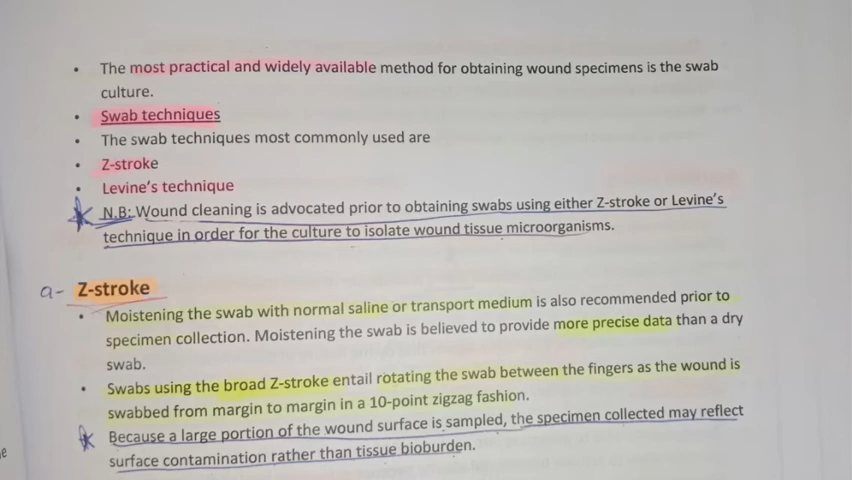 • The most practical and widely available method for obtaining wound specimens is the swab
culture.
• Swab techniques
• The swab techniques most commonly used are
• Z-stroke
• Levine's technique
N.B: Wound cleaning is advocated prior to obtaining swabs using either Z-stroke or Levine's
technique in order for the culture to isolate wound tissue microorganisms.
a- Z-stroke
• Moistening the swab with normal saline or transport medium is also recommended prior to
specimen collection. Moistening the swab is believed to provide more precise data than a dry
swab.
• Swabs using the broad Z-stroke entail rotating the swab between the fingers as the wound is
swabbed from margin to margin in a 10-point zigzag fashion.
Because a large portion of the wound surface is sampled, the specimen collected may reflect
surface contamination rather than tissue bioburden.